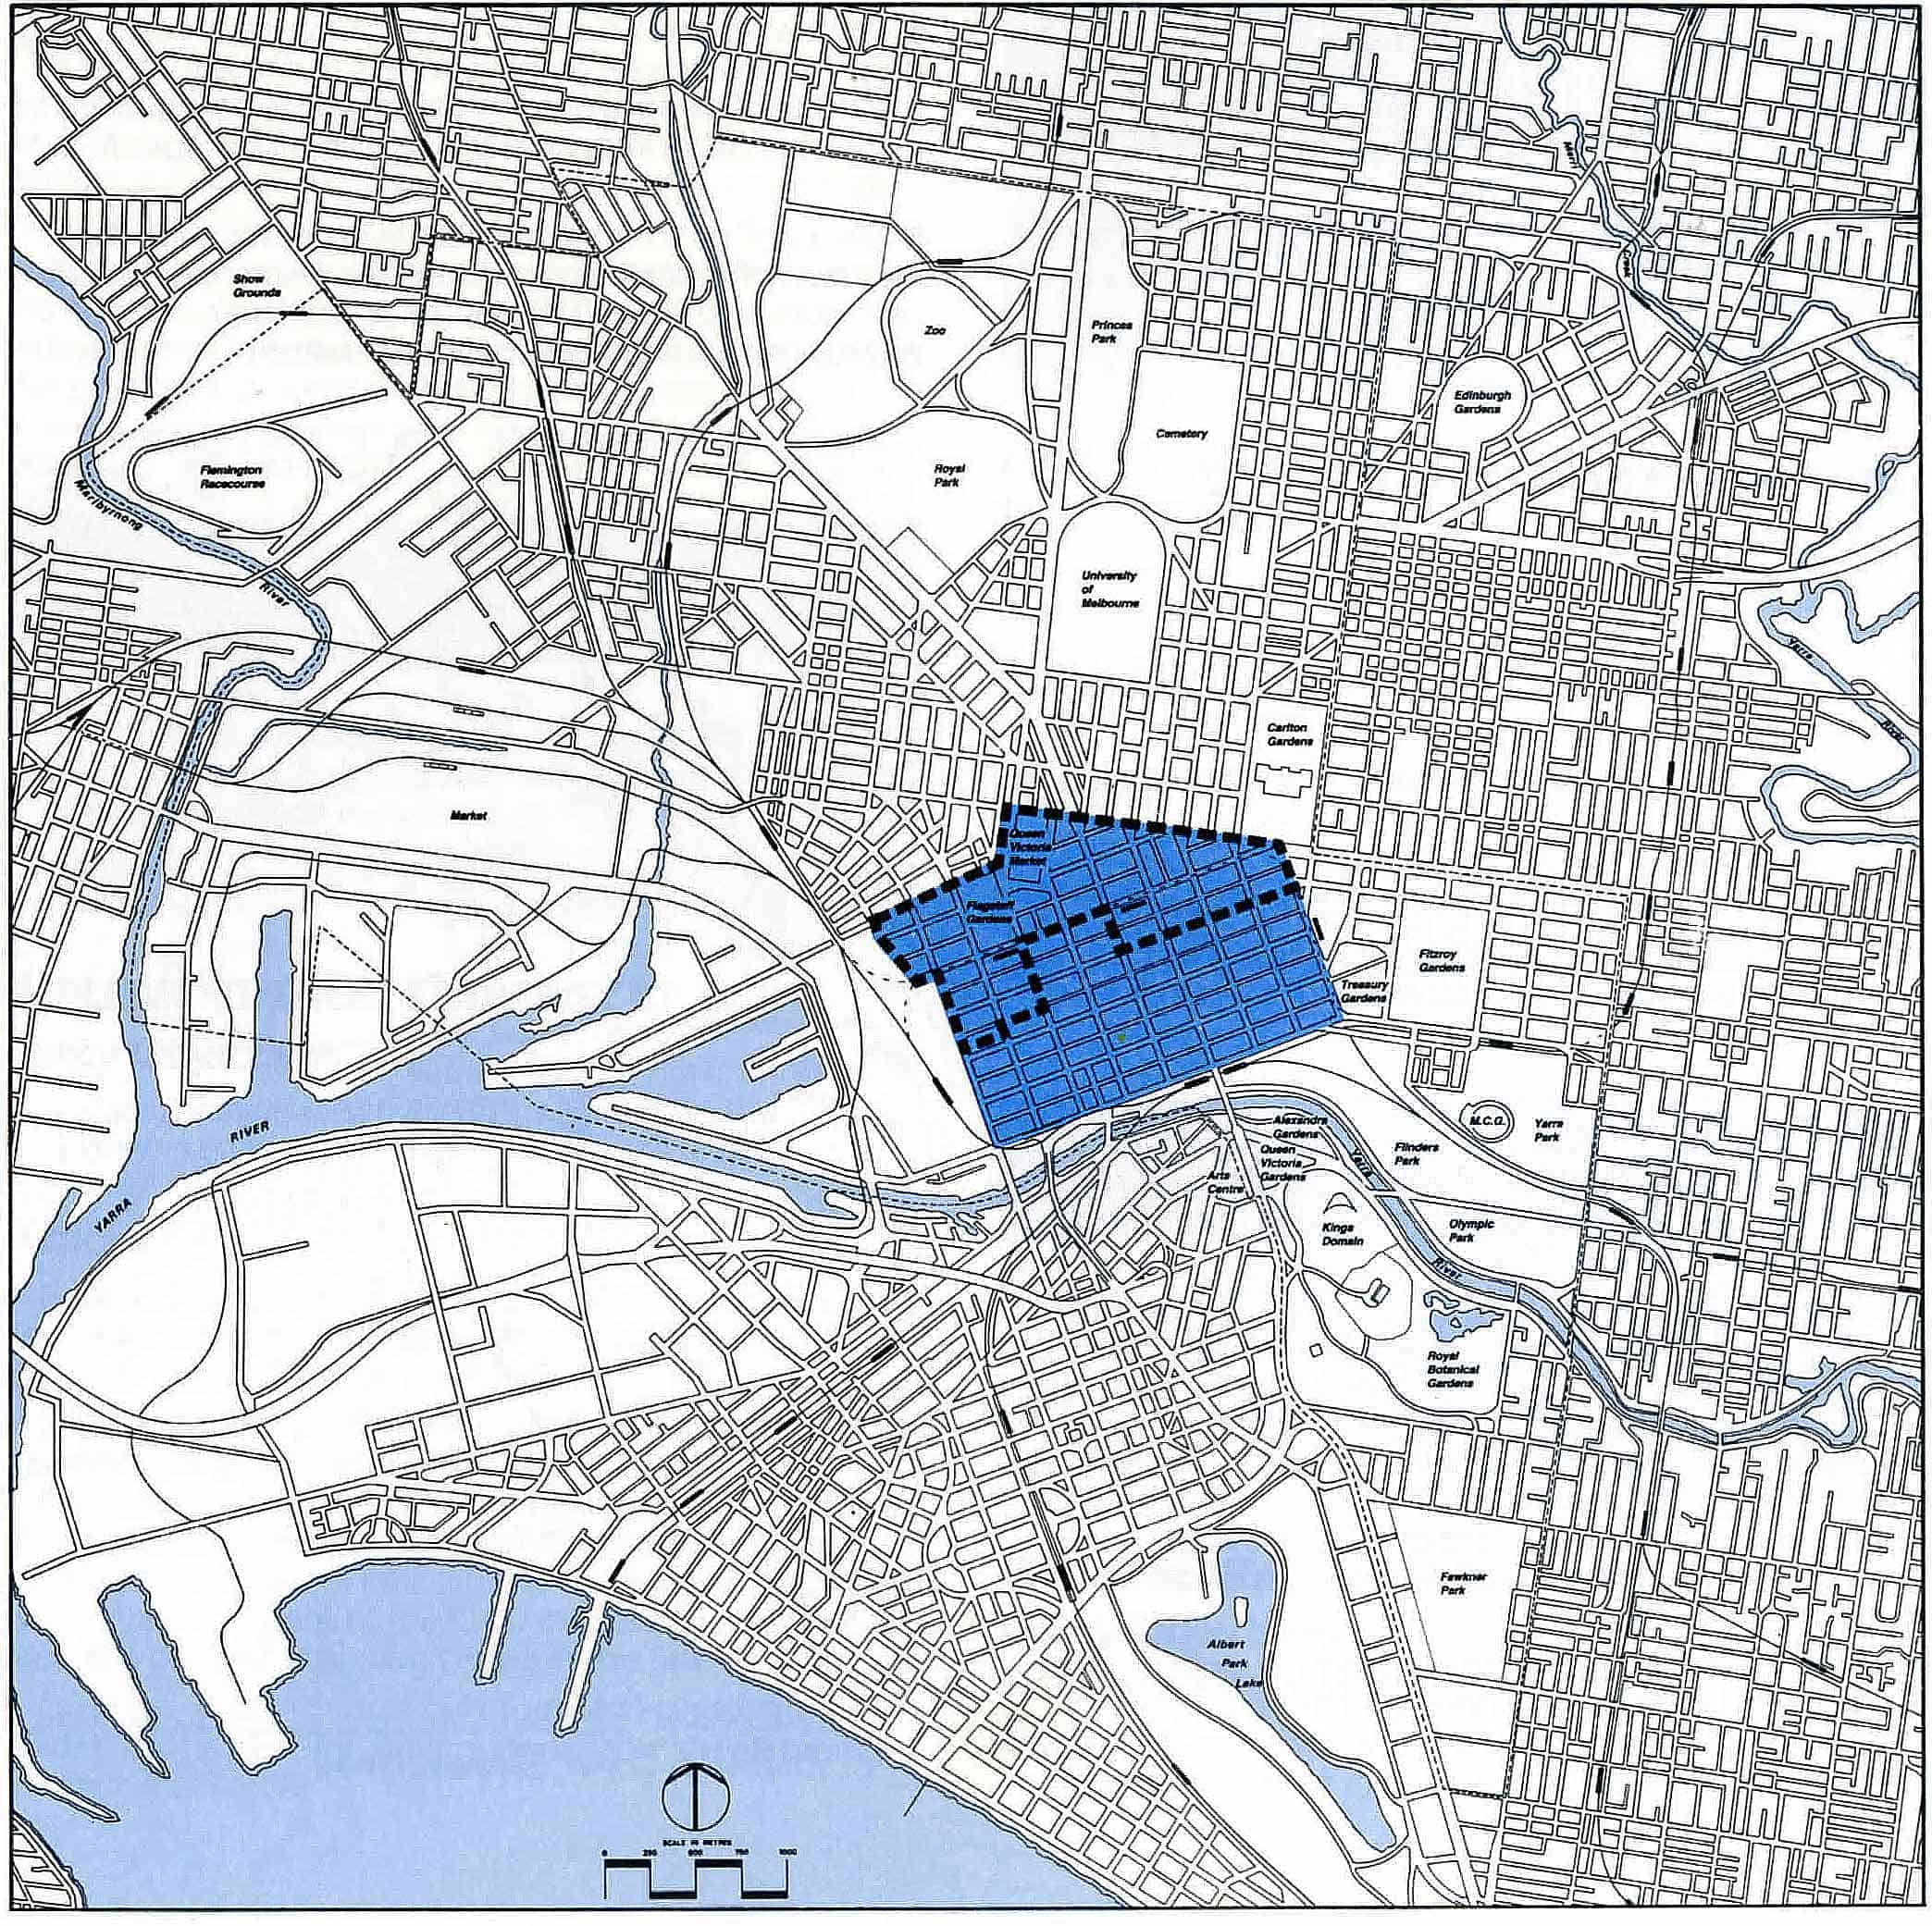 Show
Grounds
Zoo
Princes
Park
Merri
Creek
Edinburgh
Gardens
Cemetery
Flemington
Racecourse
Royal
Park
Maribyrnong
River
University
of
Melbourne
Yarra
River
Carlton
Gardens
Market
Queen
Victoria
Market
Flagstaff
Gardens
Fitzroy
Gardens
Treasury
Gardens
RIVER
YARRA
Alexandra
Gardens
Queen
Victoria
Gardens
Arts
Centre
M.C.G.
Yarra
Park
Flinders
Park
Yarra
River
Kings
Domain
Olympic
Park
Royal
Botanical
Gardens
Fawkner
Park
Albert
Park
Lake
SCALE IN METRES
0 250 500 750 1000